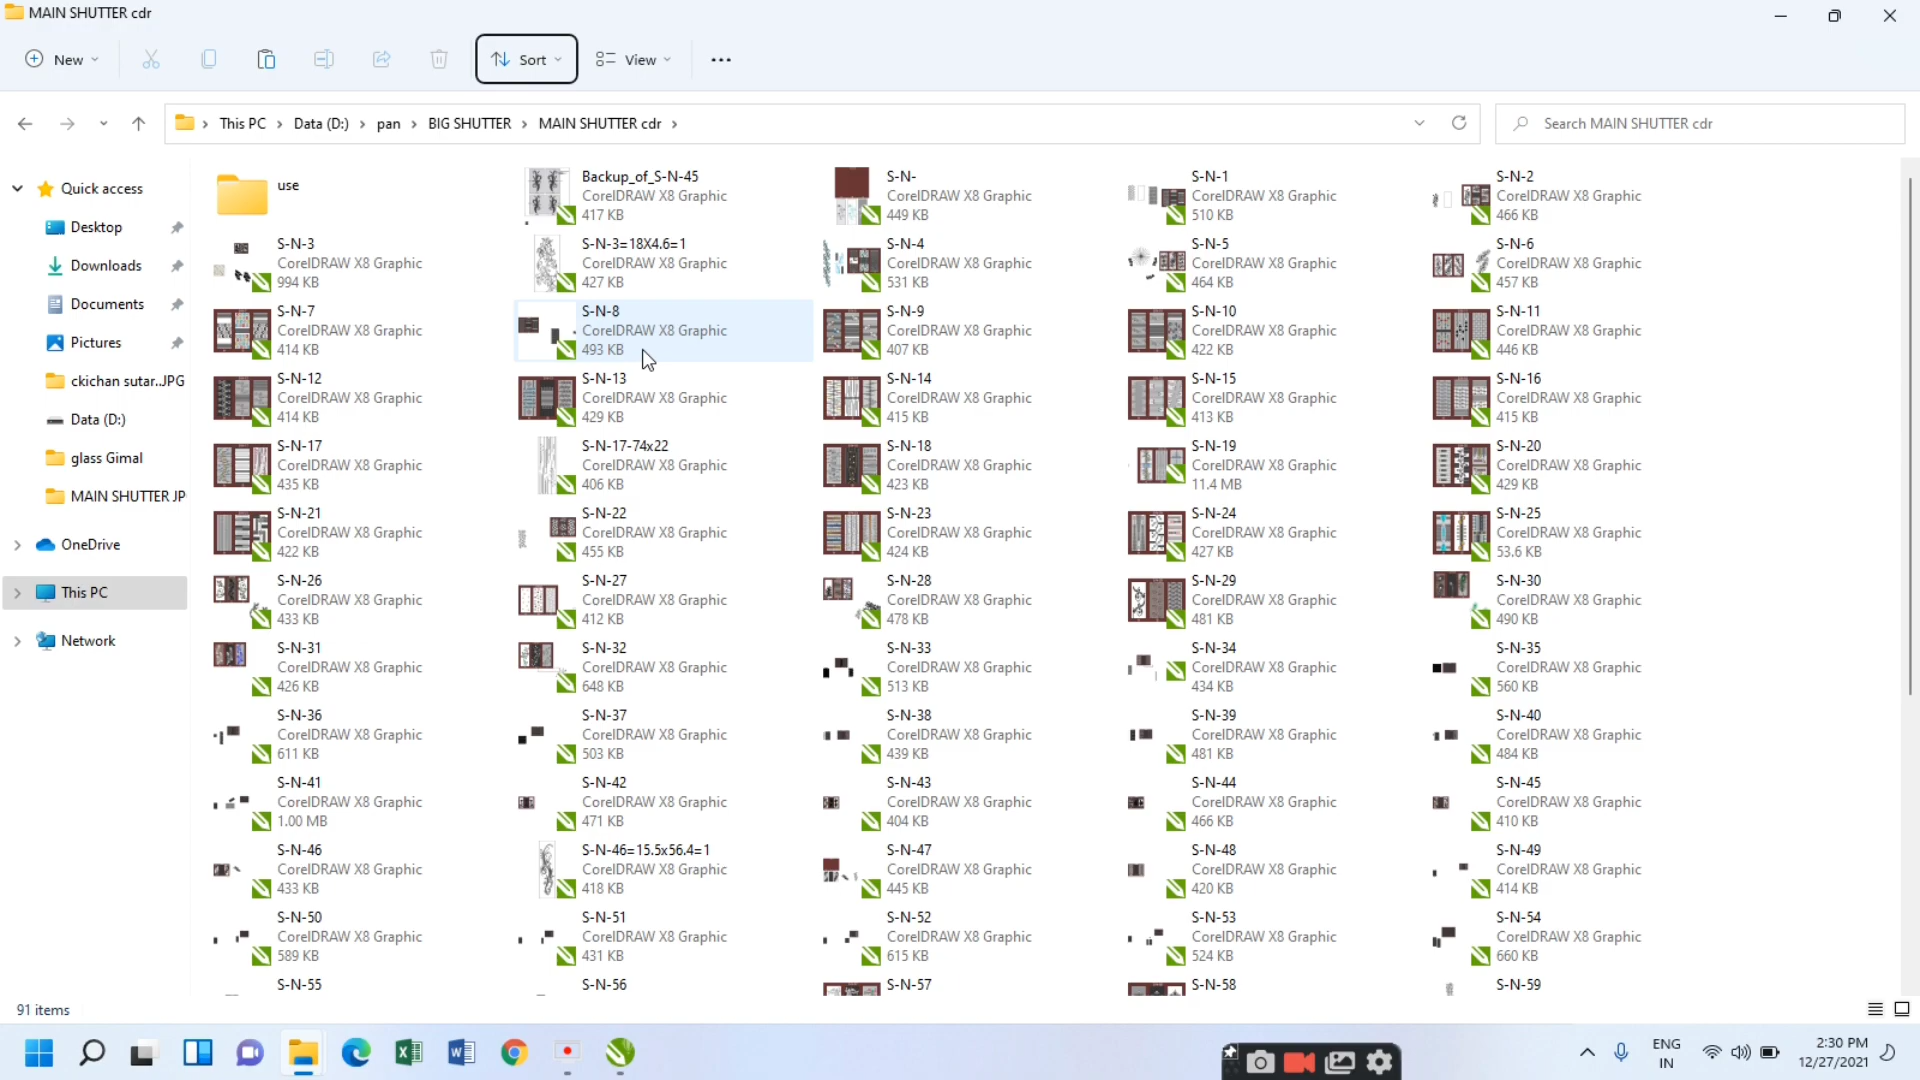 MAIN SHUTTER cdr
New
Sort
View
This PC
Data (D:)
pan
BIG SHUTTER
MAIN SHUTTER cdr
Search MAIN SHUTTER cdr
Quick access
Desktop
Downloads
Documents
Pictures
ckichan sutar..JPG
Data (D:)
glass Gimal
MAIN SHUTTER JP
OneDrive
This PC
Network
use
Backup_of_S-N-45
CorelDRAW X8 Graphic
417 KB
S-N-
CorelDRAW X8 Graphic
449 KB
S-N-1
CorelDRAW X8 Graphic
510 KB
S-N-2
CorelDRAW X8 Graphic
466 KB
S-N-3
CorelDRAW X8 Graphic
994 KB
S-N-3=18X4.6=1
CorelDRAW X8 Graphic
427 KB
S-N-4
CorelDRAW X8 Graphic
531 KB
S-N-5
CorelDRAW X8 Graphic
464 KB
S-N-6
CorelDRAW X8 Graphic
457 KB
S-N-7
CorelDRAW X8 Graphic
414 KB
S-N-8
CorelDRAW X8 Graphic
493 KB
S-N-9
CorelDRAW X8 Graphic
407 KB
S-N-10
CorelDRAW X8 Graphic
422 KB
S-N-11
CorelDRAW X8 Graphic
446 KB
S-N-12
CorelDRAW X8 Graphic
414 KB
S-N-13
CorelDRAW X8 Graphic
429 KB
S-N-14
CorelDRAW X8 Graphic
415 KB
S-N-15
CorelDRAW X8 Graphic
413 KB
S-N-16
CorelDRAW X8 Graphic
415 KB
S-N-17
CorelDRAW X8 Graphic
435 KB
S-N-17-74x22
CorelDRAW X8 Graphic
406 KB
S-N-18
CorelDRAW X8 Graphic
423 KB
S-N-19
CorelDRAW X8 Graphic
11.4 MB
S-N-20
CorelDRAW X8 Graphic
429 KB
S-N-21
CorelDRAW X8 Graphic
422 KB
S-N-22
CorelDRAW X8 Graphic
455 KB
S-N-23
CorelDRAW X8 Graphic
424 KB
S-N-24
CorelDRAW X8 Graphic
427 KB
S-N-25
CorelDRAW X8 Graphic
53.6 KB
S-N-26
CorelDRAW X8 Graphic
433 KB
S-N-27
CorelDRAW X8 Graphic
412 KB
S-N-28
CorelDRAW X8 Graphic
478 KB
S-N-29
CorelDRAW X8 Graphic
481 KB
S-N-30
CorelDRAW X8 Graphic
490 KB
S-N-31
CorelDRAW X8 Graphic
426 KB
S-N-32
CorelDRAW X8 Graphic
648 KB
S-N-33
CorelDRAW X8 Graphic
513 KB
S-N-34
CorelDRAW X8 Graphic
434 KB
S-N-35
CorelDRAW X8 Graphic
560 KB
S-N-36
CorelDRAW X8 Graphic
611 KB
S-N-37
CorelDRAW X8 Graphic
503 KB
S-N-38
CorelDRAW X8 Graphic
439 KB
S-N-39
CorelDRAW X8 Graphic
481 KB
S-N-40
CorelDRAW X8 Graphic
484 KB
S-N-41
CorelDRAW X8 Graphic
1.00 MB
S-N-42
CorelDRAW X8 Graphic
471 KB
S-N-43
CorelDRAW X8 Graphic
404 KB
S-N-44
CorelDRAW X8 Graphic
466 KB
S-N-45
CorelDRAW X8 Graphic
410 KB
S-N-46
CorelDRAW X8 Graphic
433 KB
S-N-46=15.5x56.4=1
CorelDRAW X8 Graphic
418 KB
S-N-47
CorelDRAW X8 Graphic
445 KB
S-N-48
CorelDRAW X8 Graphic
420 KB
S-N-49
CorelDRAW X8 Graphic
414 KB
S-N-50
CorelDRAW X8 Graphic
589 KB
S-N-51
CorelDRAW X8 Graphic
431 KB
S-N-52
CorelDRAW X8 Graphic
615 KB
S-N-53
CorelDRAW X8 Graphic
524 KB
S-N-54
CorelDRAW X8 Graphic
660 KB
S-N-55
S-N-56
S-N-57
S-N-58
S-N-59
91 items
ENG
IN
2:30 PM
12/27/2021